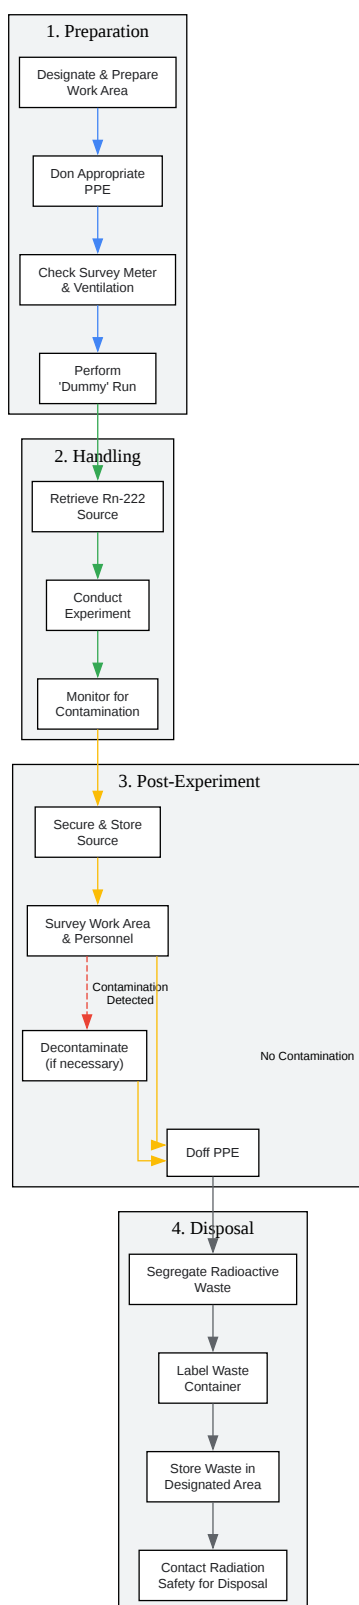 1. Preparation
Designate & Prepare
Work Area
Don Appropriate
PPE
Check Survey Meter
& Ventilation
Perform
'Dummy' Run
2. Handling
Retrieve Rn-222
Source
Conduct
Experiment
Monitor for
Contamination
3. Post-Experiment
Secure & Store
Source
Survey Work Area
& Personnel
Contamination
Detected
Decontaminate
(if necessary)
No Contamination
Doff PPE
4. Disposal
Segregate Radioactive
Waste
Label Waste
Container
Store Waste in
Designated Area
Contact Radiation
Safety for Disposal